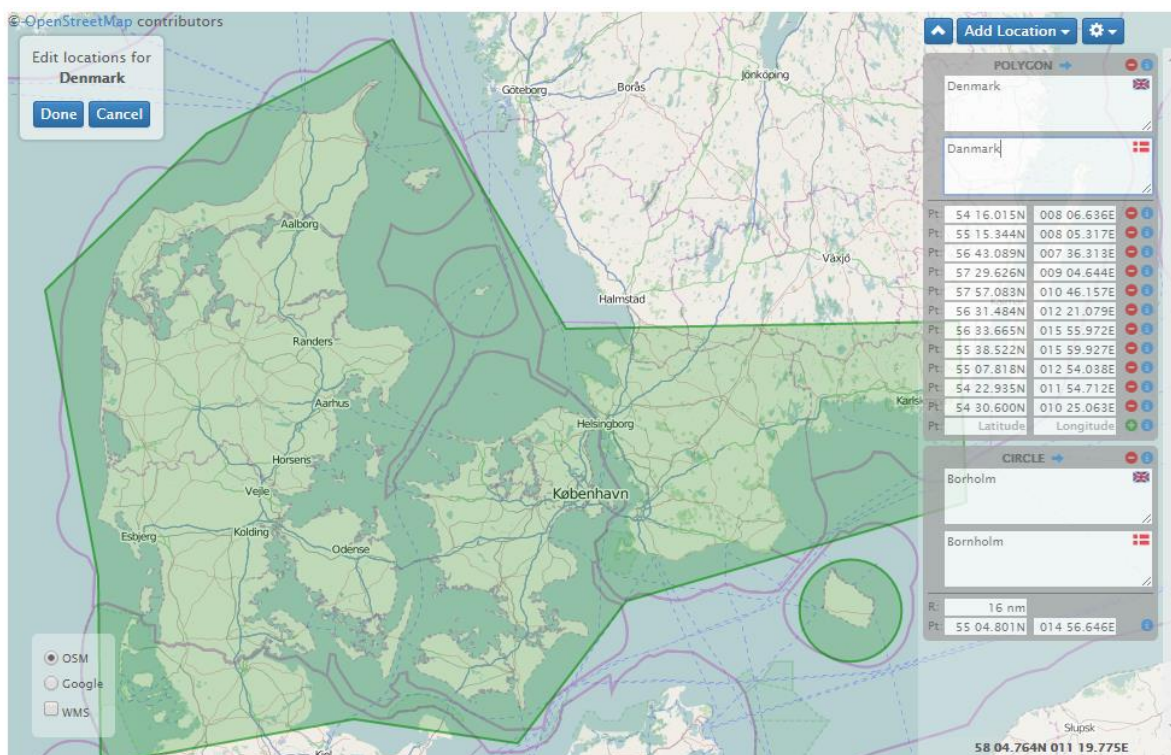 © OpenStreetMap contributors
Edit locations for
Denmark
Done Cancel
Add Location
POLYGON
Denmark
Danmark
Pt: 54 16.015N 008 06.636E
Pt: 55 15.344N 008 05.317E
Pt: 56 43.089N 007 36.313E
Pt: 57 29.626N 009 04.644E
Pt: 57 57.083N 010 46.157E
Pt: 56 31.484N 012 21.079E
Pt: 56 33.665N 015 55.972E
Pt: 55 38.522N 015 59.927E
Pt: 55 07.818N 012 54.038E
Pt: 54 22.935N 011 54.712E
Pt: 54 30.600N 010 25.063E
Pt: Latitude Longitude
CIRCLE
Borholm
Bornholm
R: 16 nm
Pt: 55 04.801N 014 56.646E
Göteborg
Borås
Jönköping
Aalborg
Växjö
Halmstad
Randers
Aarhus
Helsingborg
Horsens
Vejle
København
Esbjerg
Kolding
Odense
OSM
Google
WMS
Słupsk
58 04.764N 011 19.775E